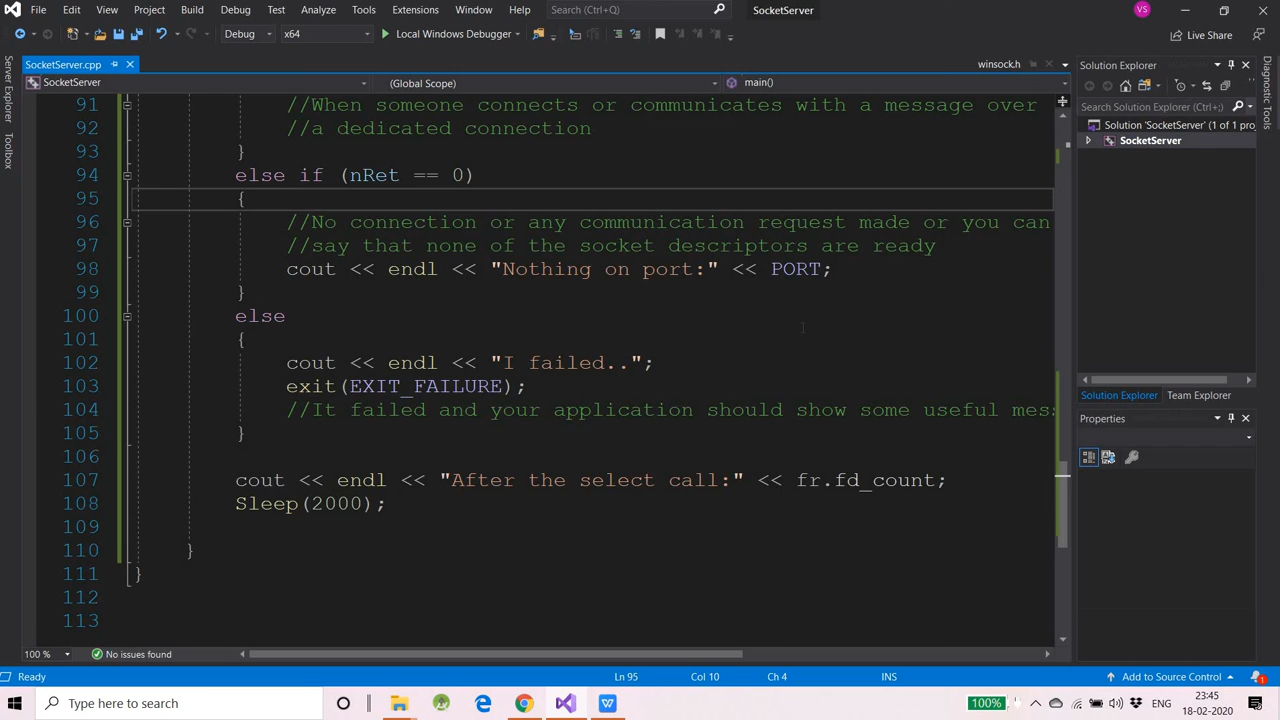 File Edit View Project Build Debug Test Analyze Tools Extensions Window Help Search (Ctrl+Q) SocketServer VS
Debug x64 Local Windows Debugger Live Share
SocketServer.cpp winsock.h
SocketServer (Global Scope) main()
Server Explorer
Toolbox
91 //When someone connects or communicates with a message over
92 //a dedicated connection
93 }
94 else if (nRet == 0)
95 {
96 //No connection or any communication request made or you can
97 //say that none of the socket descriptors are ready
98 cout << endl << "Nothing on port:" << PORT;
99 }
100 else
101 {
102 cout << endl << "I failed..";
103 exit(EXIT_FAILURE);
104 //It failed and your application should show some useful mes
105 }
106
107 cout << endl << "After the select call:" << fr.fd_count;
108 Sleep(2000);
109
110 }
111 }
112
113
100 % No issues found
Solution Explorer
Search Solution Explorer (Ctrl+;)
Solution 'SocketServer' (1 of 1 pro
SocketServer
Solution Explorer Team Explorer
Properties
Diagnostic Tools
Ready Ln 95 Col 10 Ch 4 INS Add to Source Control 1
Type here to search 100% ENG 23:45
18-02-2020